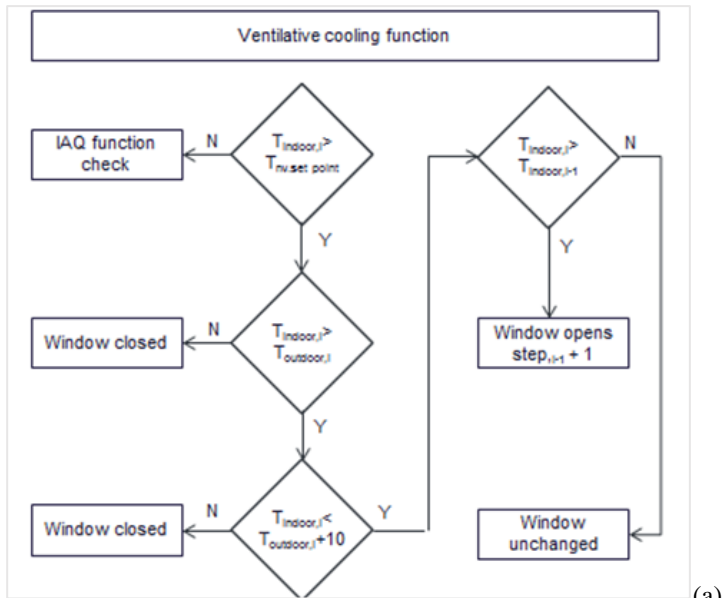 Ventilative cooling function
IAQ function
check
N
T_indoor,i>
T_nv.set point
Y
T_indoor,i>
T_indoor,i-1
N
Y
Window closed
N
T_indoor,i>
T_outdoor,i
Y
Window opens
step,i-1 + 1
Window closed
N
T_indoor,i<
T_outdoor,i+10
Y
Window
unchanged
(a)